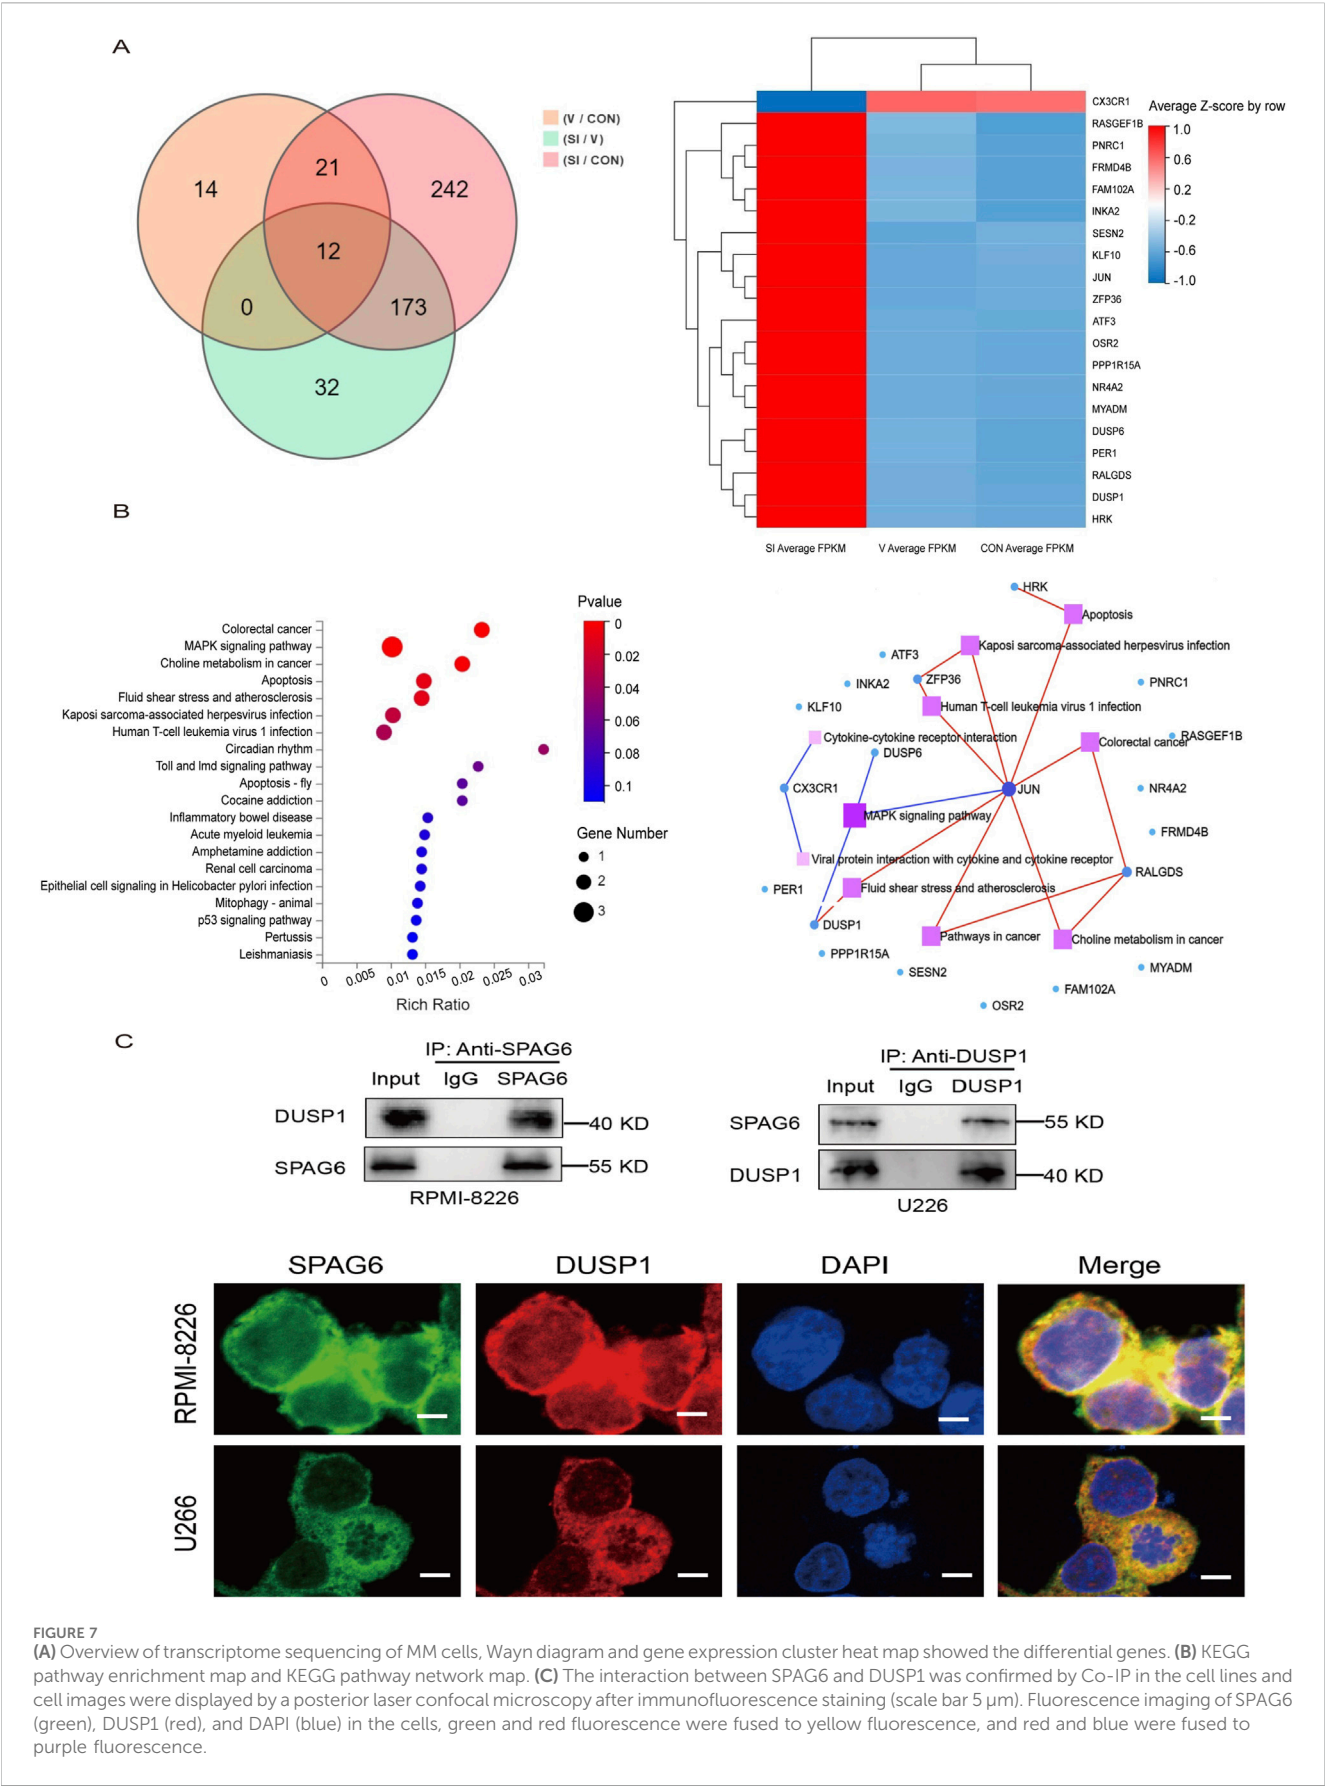 A
14
21
242
12
0
173
32
(V / CON)
(SI / V)
(SI / CON)
CX3CR1
RASGEF1B
PNRC1
FRMD4B
FAM102A
INKA2
SESN2
KLF10
JUN
ZFP36
ATF3
OSR2
PPP1R15A
NR4A2
MYADM
DUSP6
PER1
RALGDS
DUSP1
HRK
Average Z-score by row
1.0
0.6
0.2
-0.2
-0.6
-1.0
SI Average FPKM V Average FPKM CON Average FPKM
B
Colorectal cancer
MAPK signaling pathway
Choline metabolism in cancer
Apoptosis
Fluid shear stress and atherosclerosis
Kaposi sarcoma-associated herpesvirus infection
Human T-cell leukemia virus 1 infection
Circadian rhythm
Toll and Imd signaling pathway
Apoptosis - fly
Cocaine addiction
Inflammatory bowel disease
Acute myeloid leukemia
Amphetamine addiction
Renal cell carcinoma
Epithelial cell signaling in Helicobacter pylori infection
Mitophagy - animal
p53 signaling pathway
Pertussis
Leishmaniasis
0 0.005 0.01 0.015 0.02 0.025 0.03
Rich Ratio
Pvalue
0
0.02
0.04
0.06
0.08
0.1
Gene Number
1
2
3
HRK
Apoptosis
Kaposi sarcoma-associated herpesvirus infection
ATF3
ZFP36
INKA2
PNRC1
KLF10
Human T-cell leukemia virus 1 infection
Cytokine-cytokine receptor interaction
Colorectal cancer
RASGEF1B
DUSP6
CX3CR1
JUN
NR4A2
MAPK signaling pathway
FRMD4B
Viral protein interaction with cytokine and cytokine receptor
RALGDS
PER1
Fluid shear stress and atherosclerosis
DUSP1
Pathways in cancer
Choline metabolism in cancer
PPP1R15A
SESN2
MYADM
FAM102A
OSR2
C
IP: Anti-SPAG6
Input IgG SPAG6
DUSP1
40 KD
SPAG6
55 KD
RPMI-8226
IP: Anti-DUSP1
Input IgG DUSP1
SPAG6
55 KD
DUSP1
40 KD
U226
SPAG6 DUSP1 DAPI Merge
RPMI-8226
U266
FIGURE 7
(A) Overview of transcriptome sequencing of MM cells, Wayn diagram and gene expression cluster heat map showed the differential genes. (B) KEGG
pathway enrichment map and KEGG pathway network map. (C) The interaction between SPAG6 and DUSP1 was confirmed by Co-IP in the cell lines and
cell images were displayed by a posterior laser confocal microscopy after immunofluorescence staining (scale bar 5 μm). Fluorescence imaging of SPAG6
(green), DUSP1 (red), and DAPI (blue) in the cells, green and red fluorescence were fused to yellow fluorescence, and red and blue were fused to
purple fluorescence.